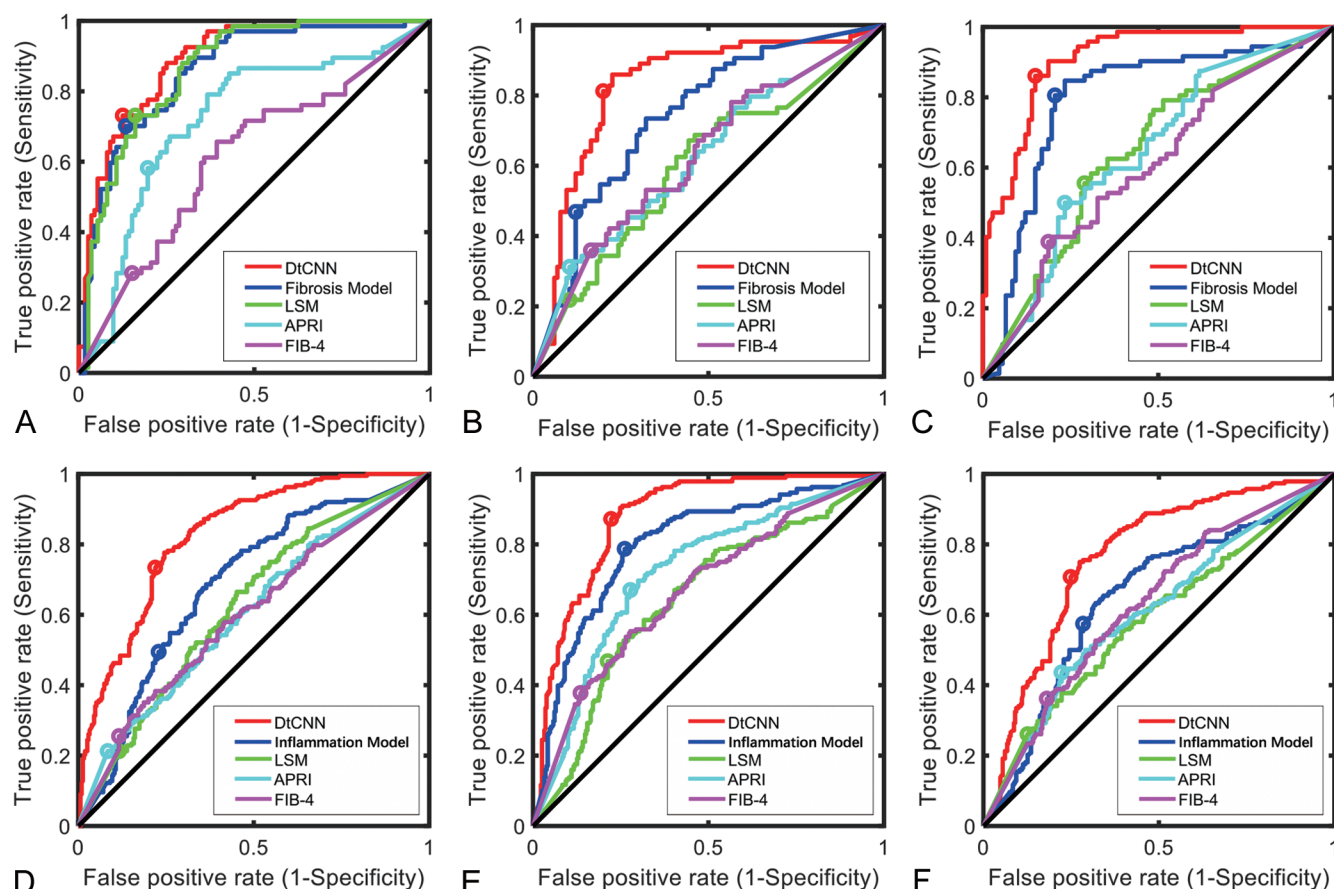 1
0.8
0.6
0.4
0.2
0
0
0.5
1
True positive rate (Sensitivity)
False positive rate (1-Specificity)
DtCNN
Fibrosis Model
LSM
APRI
FIB-4
A
1
0.8
0.6
0.4
0.2
0
0
0.5
1
True positive rate (Sensitivity)
False positive rate (1-Specificity)
DtCNN
Fibrosis Model
LSM
APRI
FIB-4
B
1
0.8
0.6
0.4
0.2
0
0
0.5
1
True positive rate (Sensitivity)
False positive rate (1-Specificity)
DtCNN
Fibrosis Model
LSM
APRI
FIB-4
C
1
0.8
0.6
0.4
0.2
0
0
0.5
1
True positive rate (Sensitivity)
False positive rate (1-Specificity)
DtCNN
Inflammation Model
LSM
APRI
FIB-4
D
1
0.8
0.6
0.4
0.2
0
0
0.5
1
True positive rate (Sensitivity)
False positive rate (1-Specificity)
DtCNN
Inflammation Model
LSM
APRI
FIB-4
E
1
0.8
0.6
0.4
0.2
0
0
0.5
1
True positive rate (Sensitivity)
False positive rate (1-Specificity)
DtCNN
Inflammation Model
LSM
APRI
FIB-4
F